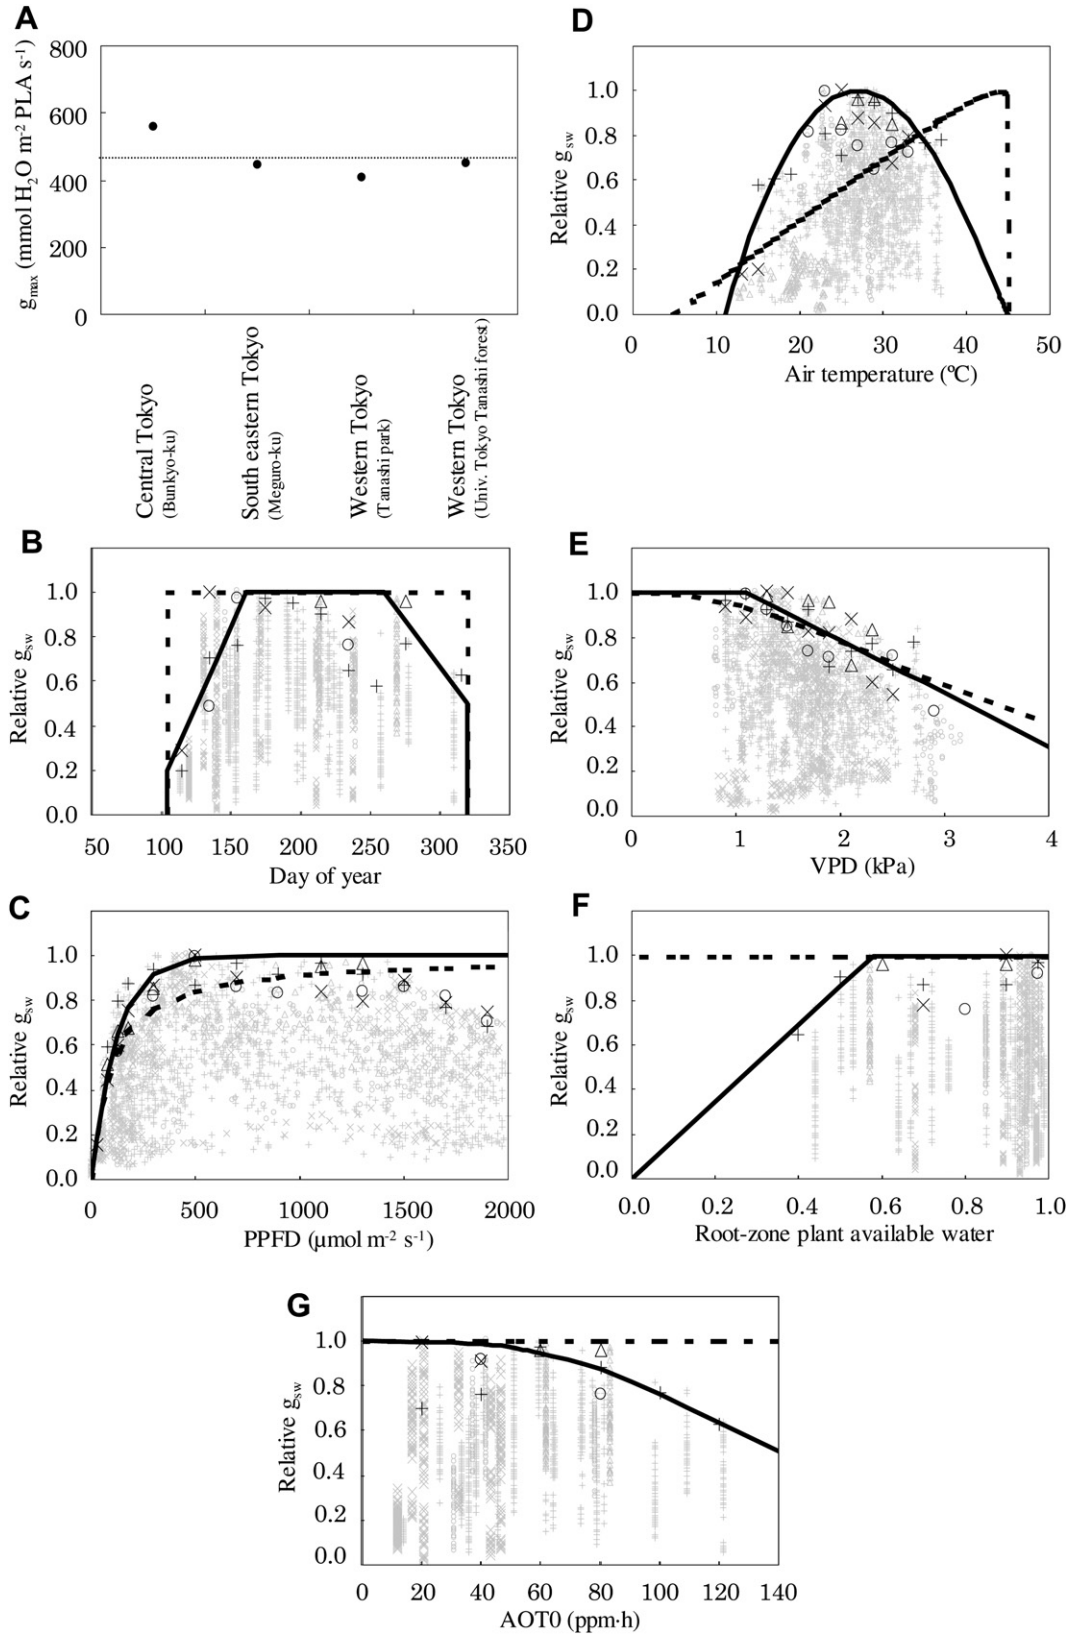 A
g_max (mmol H₂O m⁻² PLA s⁻¹)
800
600
400
200
0
Central Tokyo
(Bunkyo-ku)
South eastern Tokyo
(Meguro-ku)
Western Tokyo
(Tanashi park)
Western Tokyo
(Univ. Tokyo Tanashi forest)
D
Relative g_sw
1.0
0.8
0.6
0.4
0.2
0.0
0 10 20 30 40 50
Air temperature (ºC)
B
Relative g_sw
1.0
0.8
0.6
0.4
0.2
0.0
50 100 150 200 250 300 350
Day of year
E
Relative g_sw
1.0
0.8
0.6
0.4
0.2
0.0
0 1 2 3 4
VPD (kPa)
C
Relative g_sw
1.0
0.8
0.6
0.4
0.2
0.0
0 500 1000 1500 2000
PPFD (µmol m⁻² s⁻¹)
F
Relative g_sw
1.0
0.8
0.6
0.4
0.2
0.0
0.0 0.2 0.4 0.6 0.8 1.0
Root-zone plant available water
G
Relative g_sw
1.0
0.8
0.6
0.4
0.2
0.0
0 20 40 60 80 100 120 140
AOT0 (ppm·h)